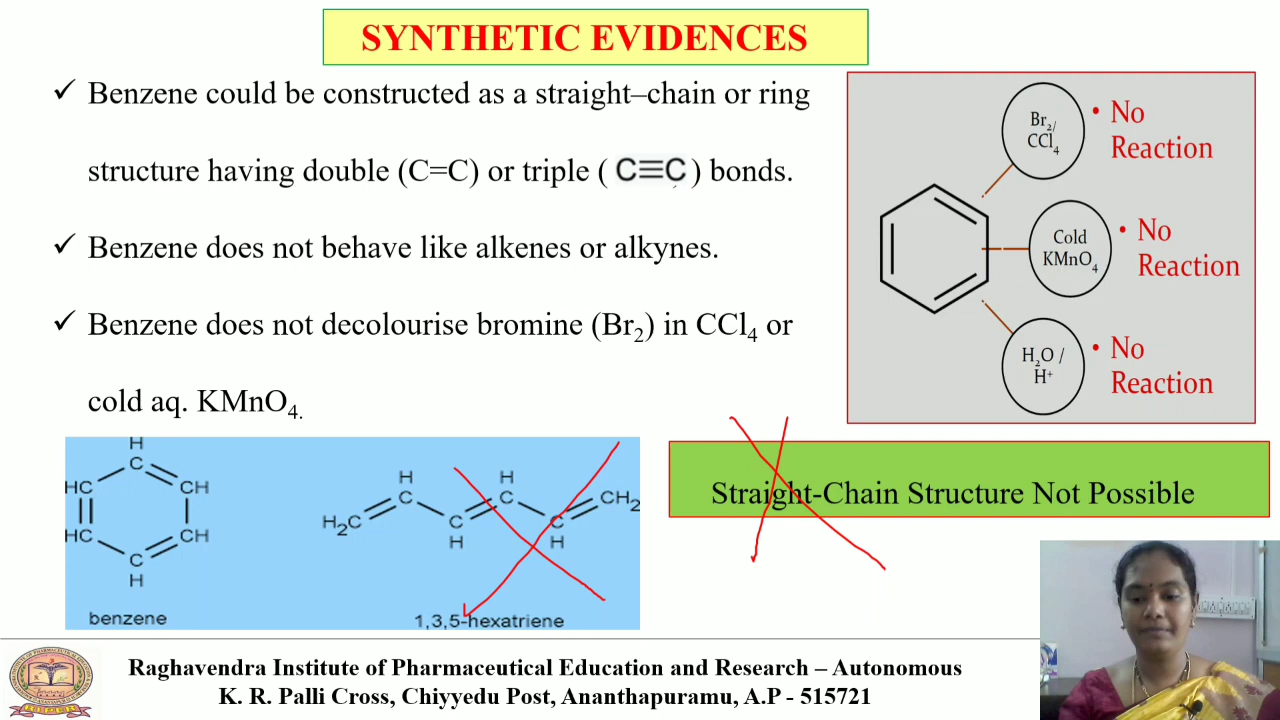 SYNTHETIC EVIDENCES
✓ Benzene could be constructed as a straight–chain or ring
structure having double (C=C) or triple ( C≡C ) bonds.
✓ Benzene does not behave like alkenes or alkynes.
✓ Benzene does not decolourise bromine (Br₂) in CCl₄ or
cold aq. KMnO₄.
Br₂/
CCl₄
• No
Reaction
Cold
KMnO₄
• No
Reaction
H₂O /
H⁺
• No
Reaction
H
C
HC
CH
HC
CH
C
H
benzene
H
H
C
C
CH₂
H₂C
C
C
H
H
1,3,5-hexatriene
Straight-Chain Structure Not Possible
Raghavendra Institute of Pharmaceutical Education and Research – Autonomous
K. R. Palli Cross, Chiyyedu Post, Ananthapuramu, A.P - 515721